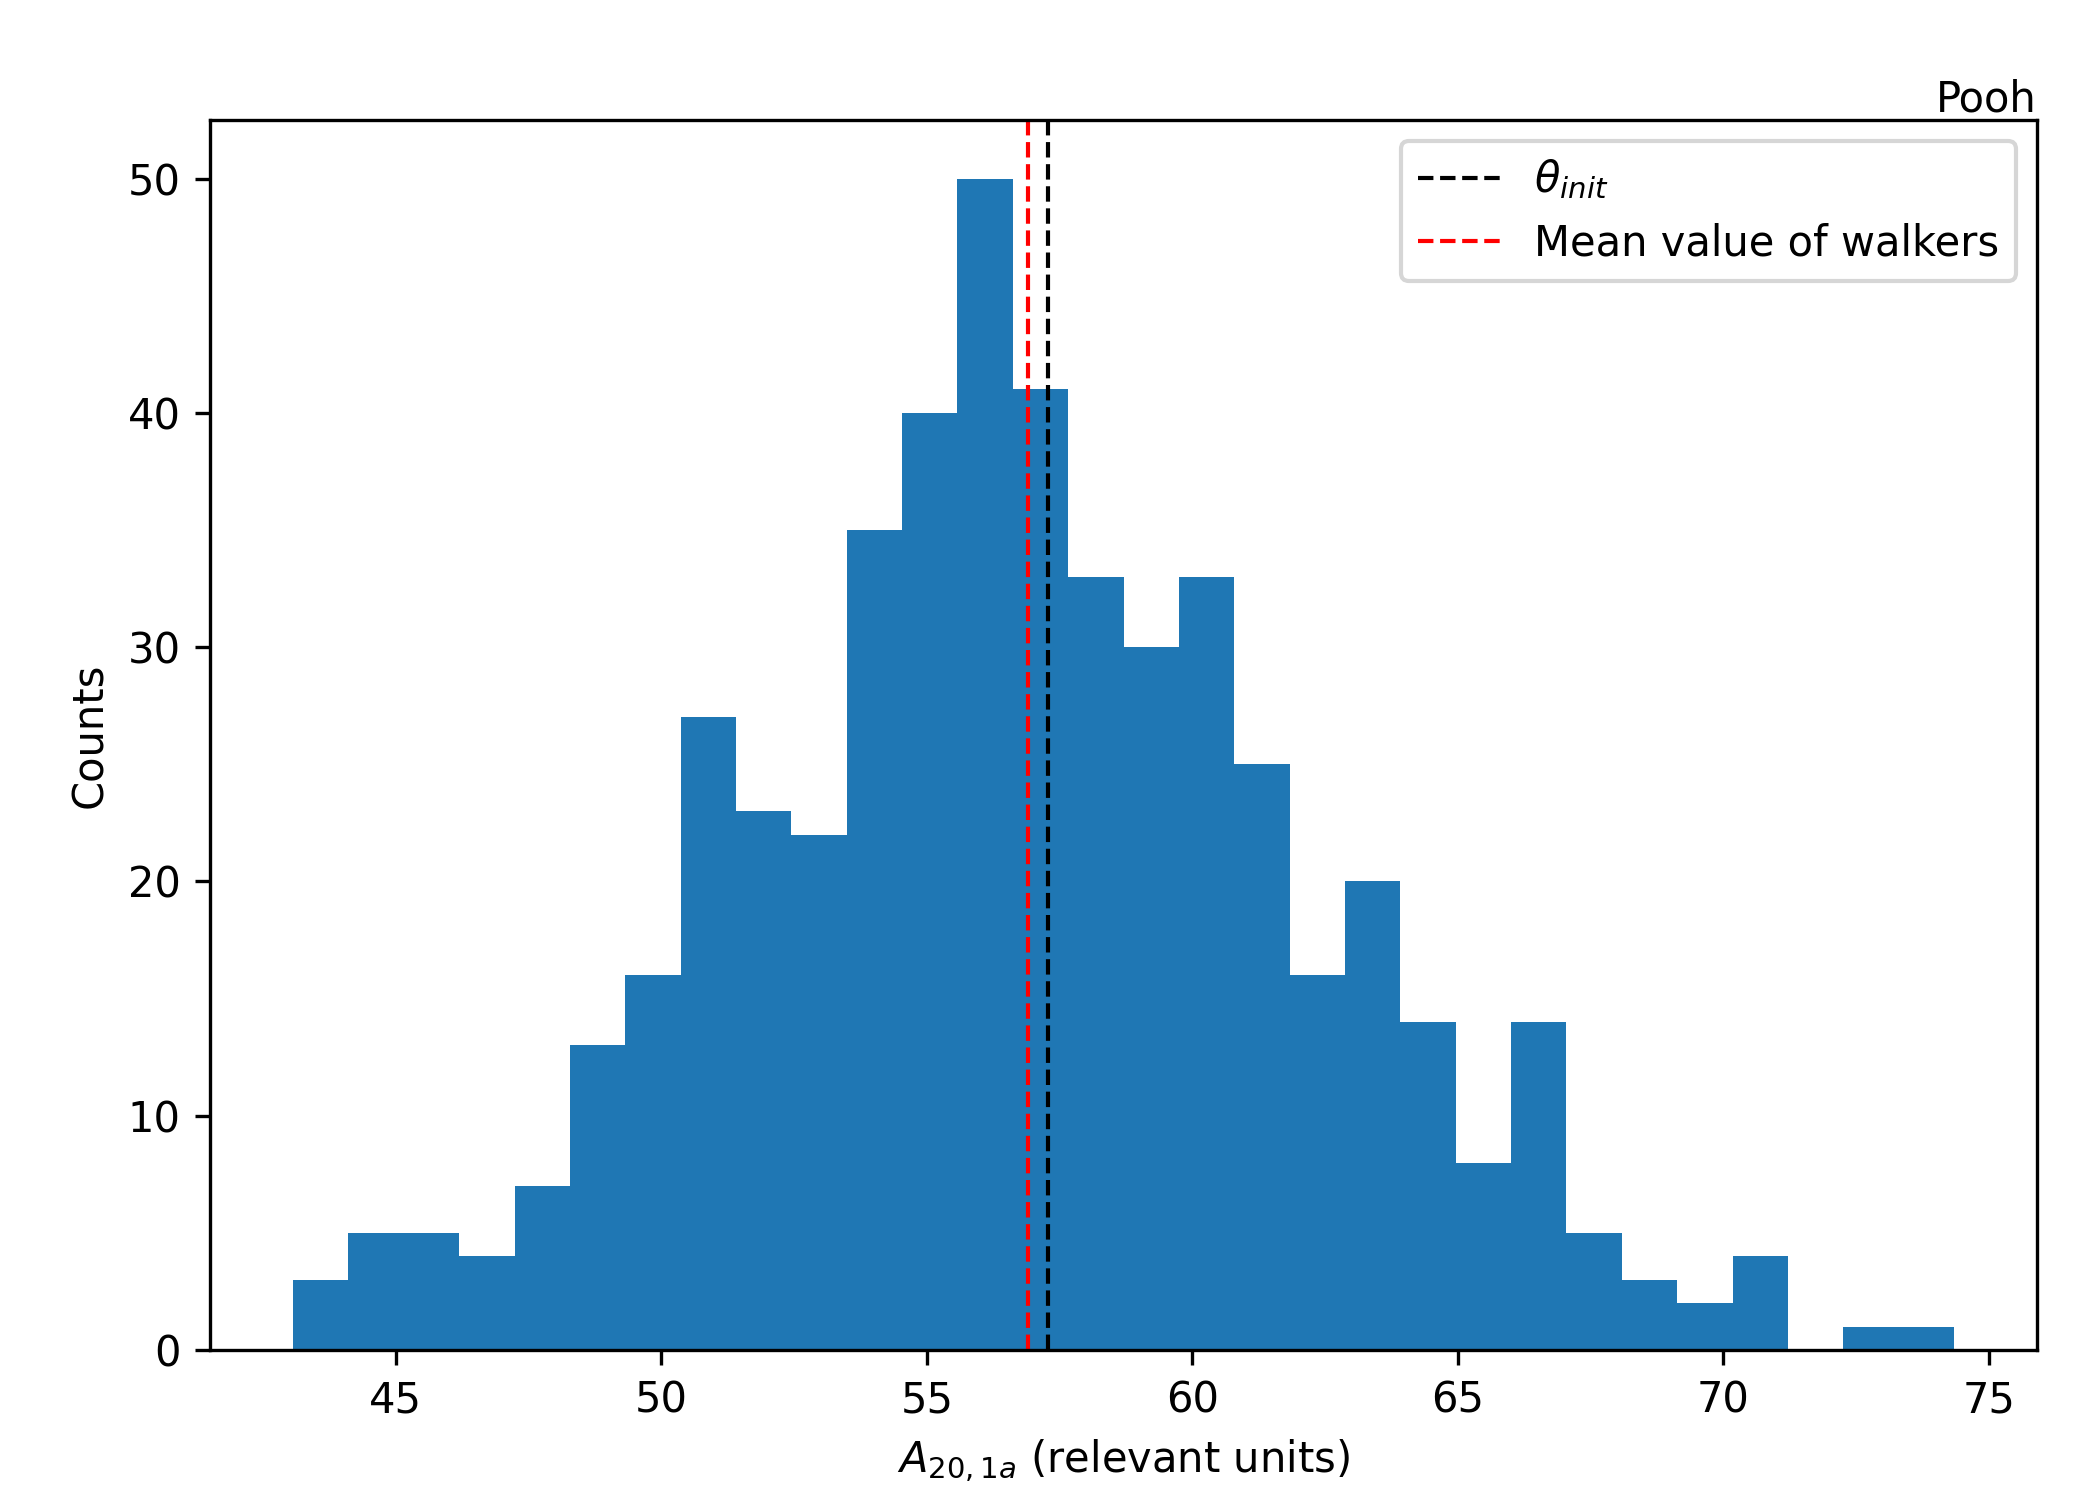 Pooh
θinit
Mean value of walkers
50
40
30
20
10
0
Counts
45 50 55 60 65 70 75
A20, 1a (relevant units)